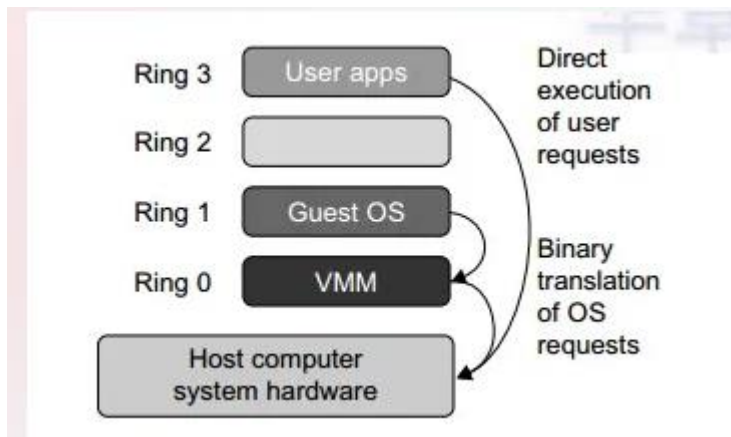 Ring 3
User apps
Direct
execution
of user
requests
Ring 2
Ring 1
Guest OS
Binary
translation
of OS
requests
Ring 0
VMM
Host computer
system hardware